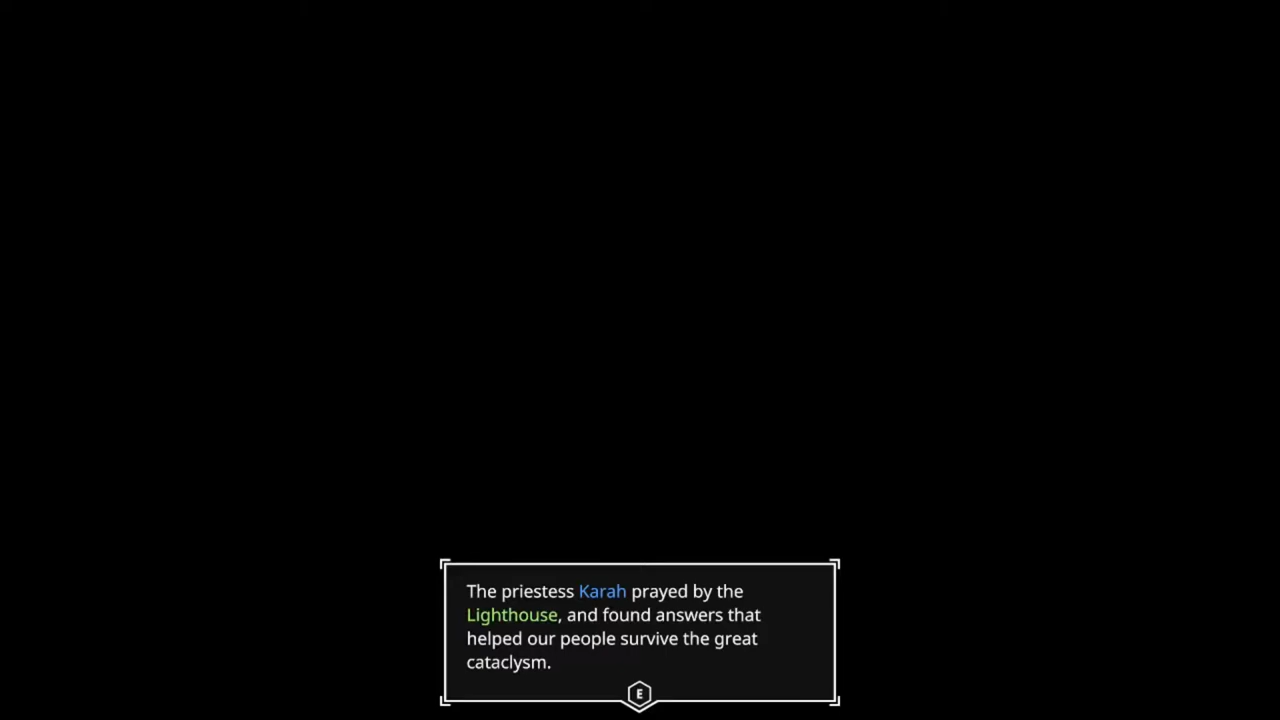 The priestess Karah prayed by the
Lighthouse, and found answers that
helped our people survive the great
cataclysm.
E